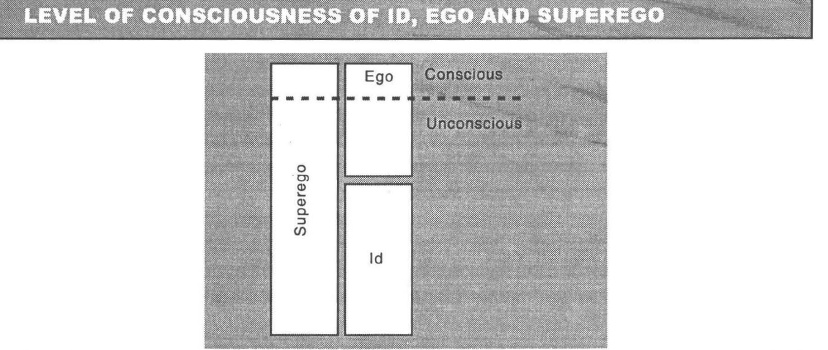 LEVEL OF CONSCIOUSNESS OF ID, EGO AND SUPEREGO
Ego
Conscious
Unconscious
Superego
Id